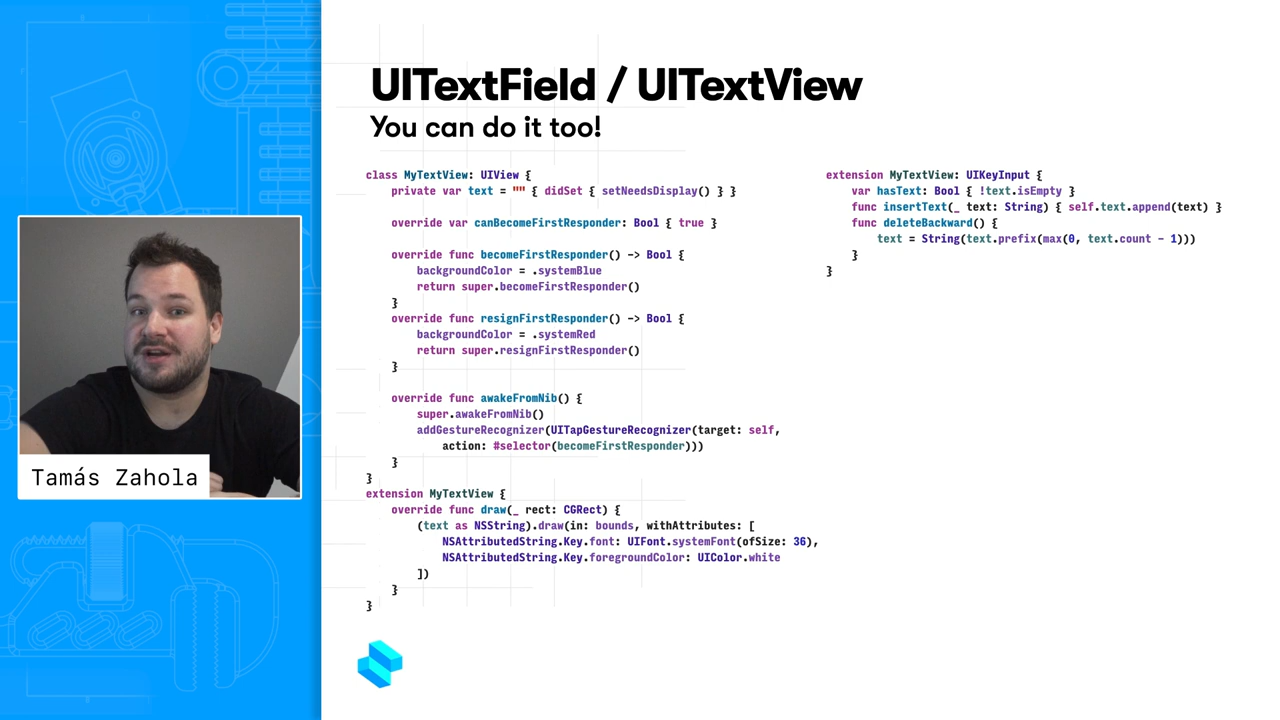 UITextField / UITextView
You can do it too!
class MyTextView: UIView {
    private var text = "" { didSet { setNeedsDisplay() } }
    override var canBecomeFirstResponder: Bool { true }
    override func becomeFirstResponder() -> Bool {
        backgroundColor = .systemBlue
        return super.becomeFirstResponder()
    }
    override func resignFirstResponder() -> Bool {
        backgroundColor = .systemRed
        return super.resignFirstResponder()
    }
    override func awakeFromNib() {
        super.awakeFromNib()
        addGestureRecognizer(UITapGestureRecognizer(target: self,
            action: #selector(becomeFirstResponder)))
    }
}
extension MyTextView {
    override func draw(_ rect: CGRect) {
        (text as NSString).draw(in: bounds, withAttributes: [
            NSAttributedString.Key.font: UIFont.systemFont(ofSize: 36),
            NSAttributedString.Key.foregroundColor: UIColor.white
        ])
    }
}
extension MyTextView: UIKeyInput {
    var hasText: Bool { !text.isEmpty }
    func insertText(_ text: String) { self.text.append(text) }
    func deleteBackward() {
        text = String(text.prefix(max(0, text.count - 1)))
    }
}
Tamás Zahola